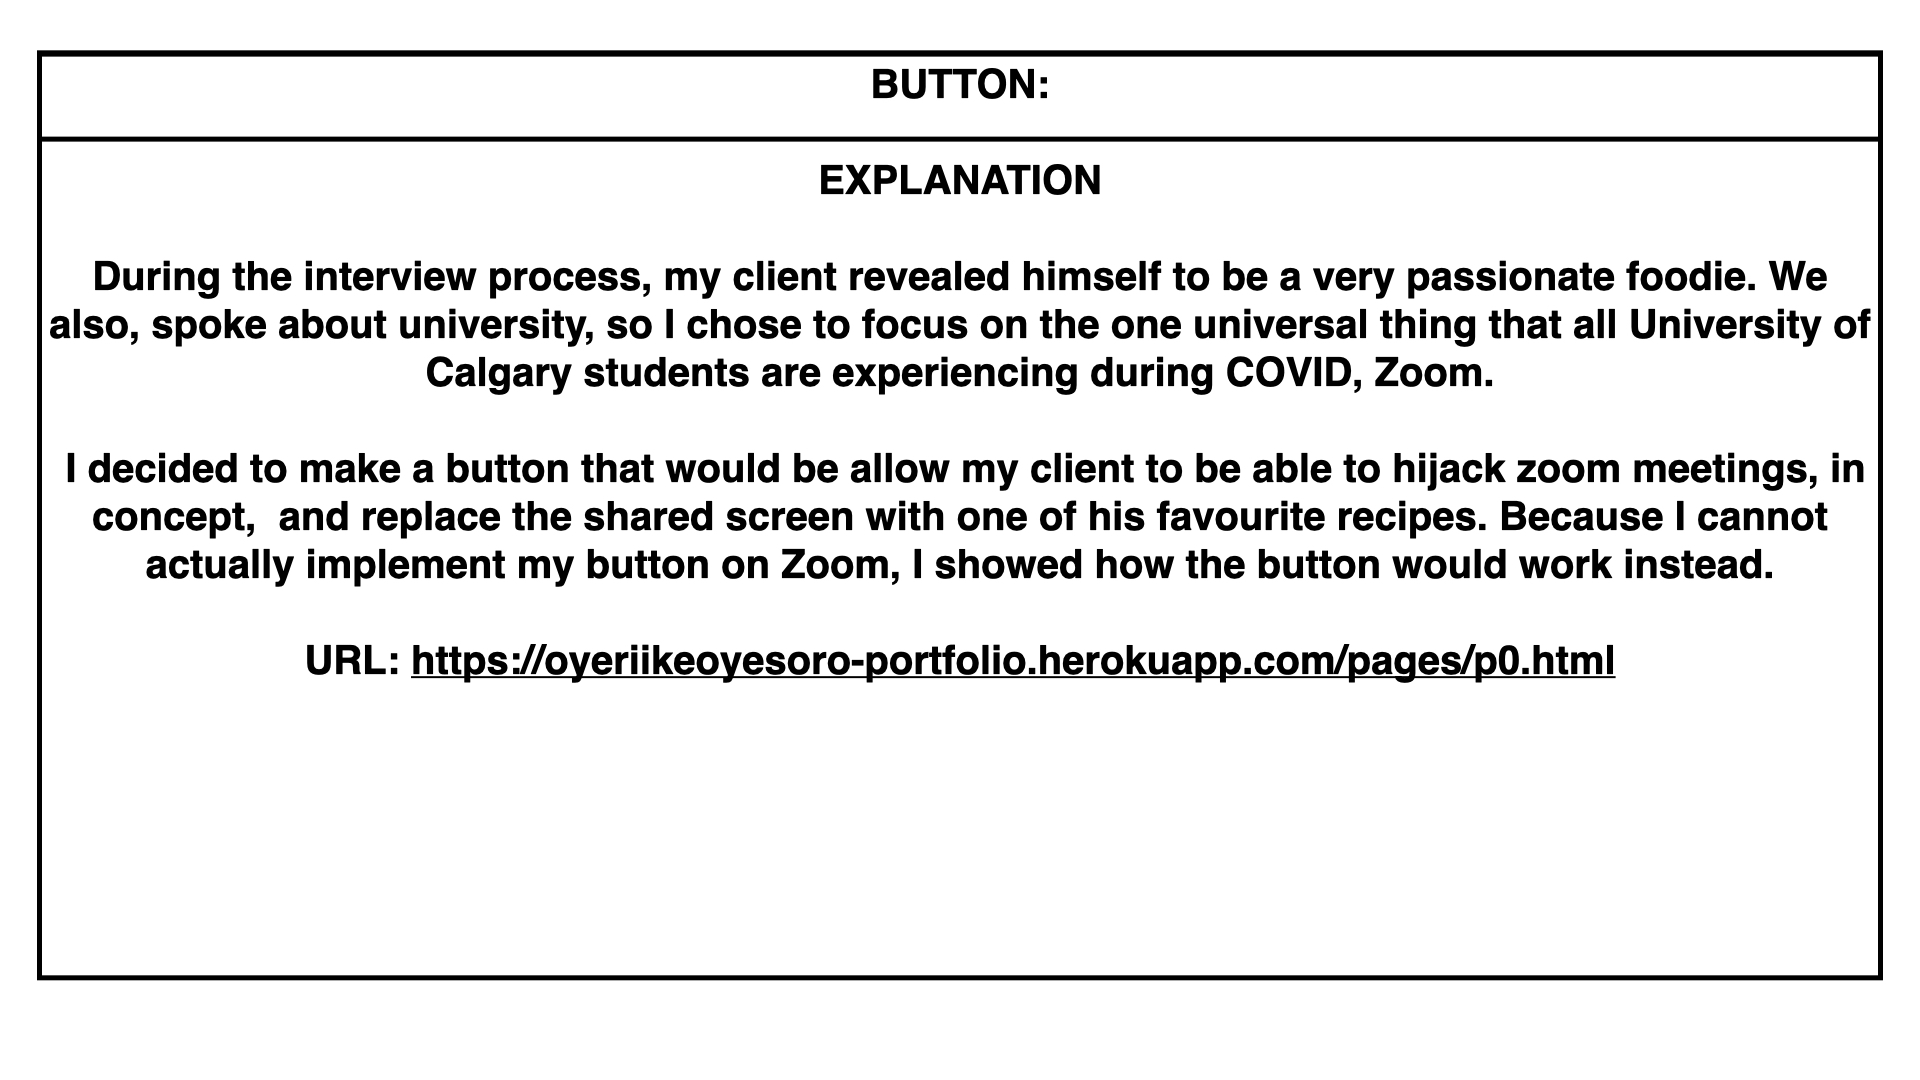 BUTTON:
EXPLANATION
During the interview process, my client revealed himself to be a very passionate foodie. We
also, spoke about university, so I chose to focus on the one universal thing that all University of
Calgary students are experiencing during COVID, Zoom.
I decided to make a button that would be allow my client to be able to hijack zoom meetings, in
concept,  and replace the shared screen with one of his favourite recipes. Because I cannot
actually implement my button on Zoom, I showed how the button would work instead.
URL: https://oyeriikeoyesoro-portfolio.herokuapp.com/pages/p0.html